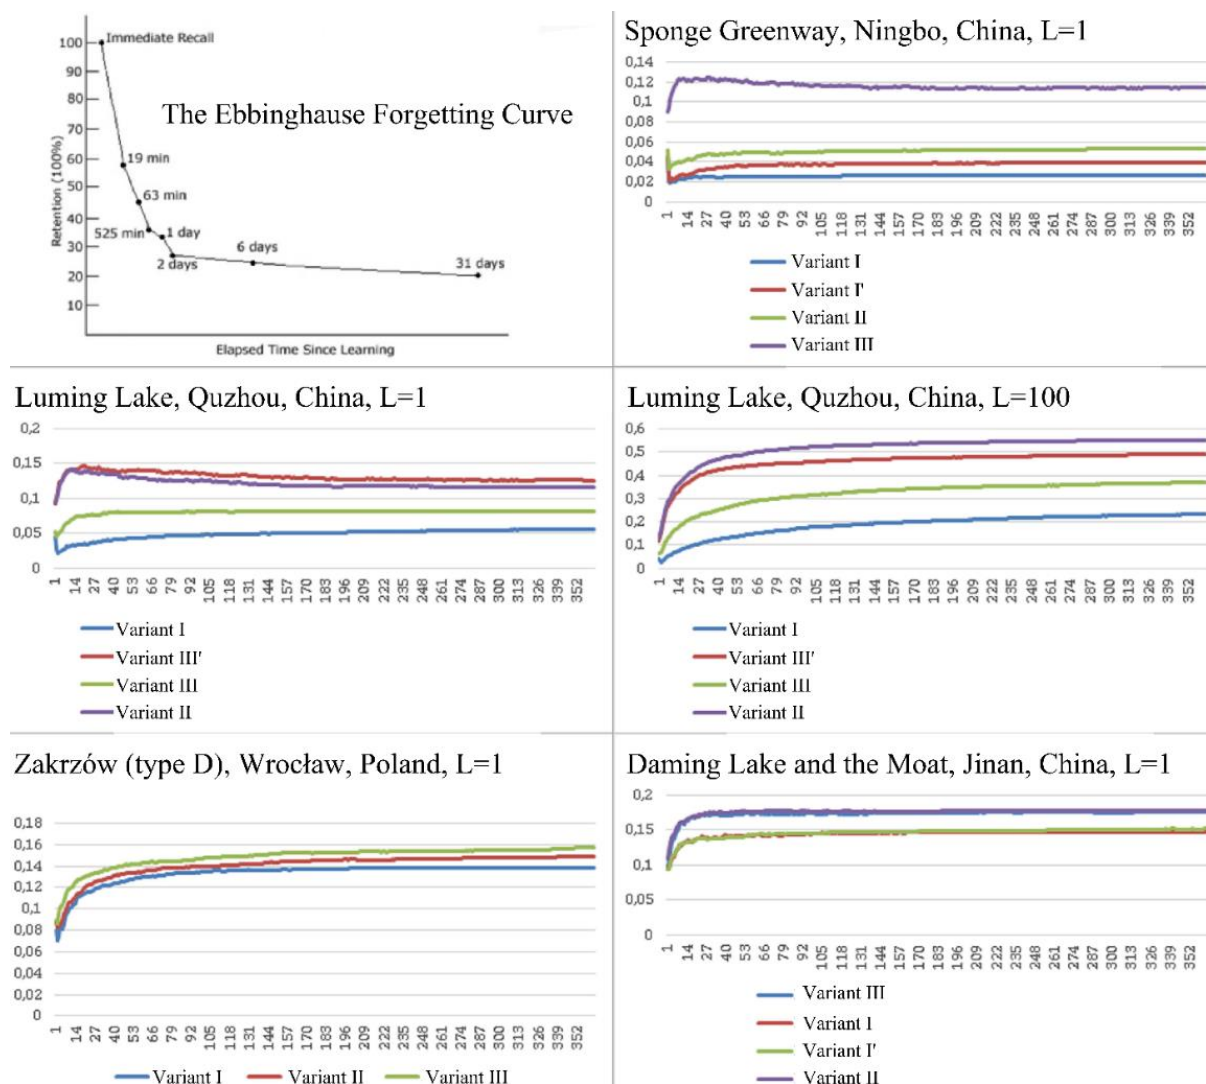 The Ebbinghause Forgetting Curve
Immediate Recall
100
90
80
70
60
50
40
30
20
10
Retention (100%)
19 min
63 min
525 min
1 day
2 days
6 days
31 days
Elapsed Time Since Learning
Sponge Greenway, Ningbo, China, L=1
0,14
0,12
0,1
0,08
0,06
0,04
0,02
0
1 14 27 40 53 66 79 92 105 118 131 144 157 170 183 196 209 222 235 248 261 274 287 300 313 326 339 352
Variant I
Variant I'
Variant II
Variant III
Luming Lake, Quzhou, China, L=1
0,2
0,15
0,1
0,05
0
1 14 27 40 53 66 79 92 105 118 131 144 157 170 183 196 209 222 235 248 261 274 287 300 313 326 339 352
Variant I
Variant III'
Variant III
Variant II
Luming Lake, Quzhou, China, L=100
0,6
0,5
0,4
0,3
0,2
0,1
0
1 14 27 40 53 66 79 92 105 118 131 144 157 170 183 196 209 222 235 248 261 274 287 300 313 326 339 352
Variant I
Variant III'
Variant III
Variant II
Zakrzów (type D), Wrocław, Poland, L=1
0,18
0,16
0,14
0,12
0,1
0,08
0,06
0,04
0,02
0
1 14 27 40 53 66 79 92 105 118 131 144 157 170 183 196 209 222 235 248 261 274 287 300 313 326 339 352
Variant I Variant II Variant III
Daming Lake and the Moat, Jinan, China, L=1
0,2
0,15
0,1
0,05
0
1 14 27 40 53 66 79 92 105 118 131 144 157 170 183 196 209 222 235 248 261 274 287 300 313 326 339 352
Variant III
Variant I
Variant I'
Variant II